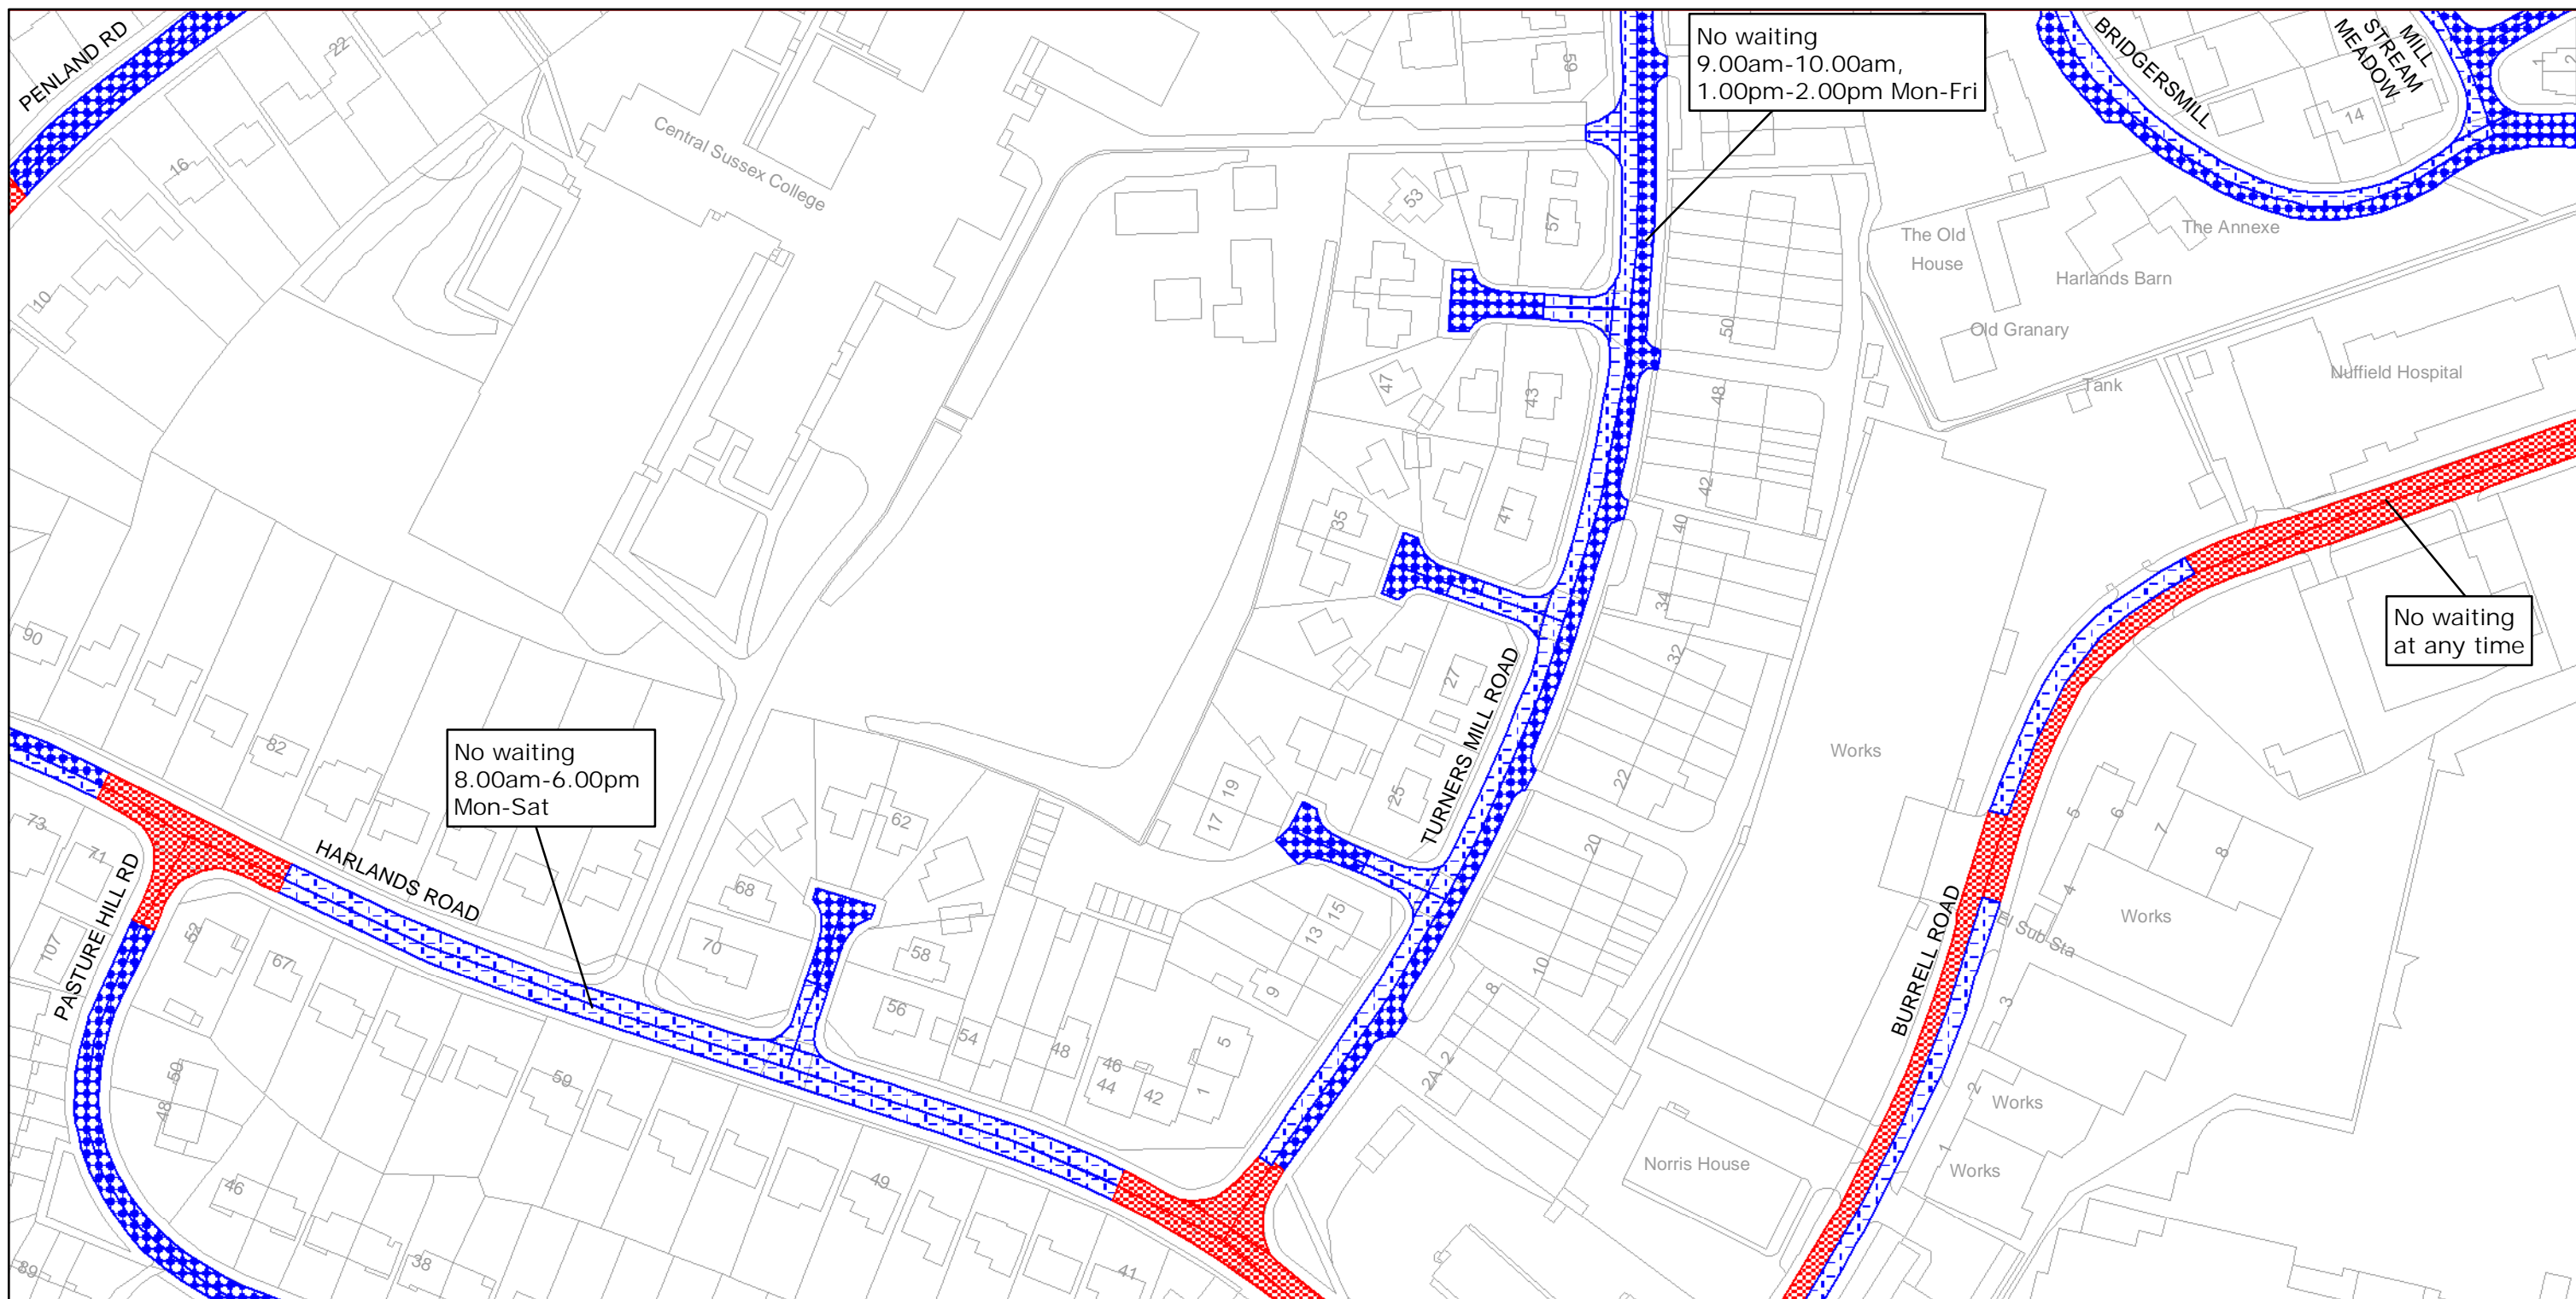 PENLAND RD
22
16
10
Central Sussex College
59
No waiting
9.00am-10.00am,
1.00pm-2.00pm Mon-Fri
BRIDGERSMILL
MILL
STREAM
MEADOW
14
1
2
53
57
50
The Old
House
The Annexe
Harlands Barn
Old Granary
Tank
Nuffield Hospital
47
43
48
42
41
40
35
34
32
27
25
22
20
19
17
TURNERS MILL ROAD
No waiting
at any time
90
82
No waiting
8.00am-6.00pm
Mon-Sat
HARLANDS ROAD
73
71
107
PASTURE HILL RD
52
67
50
48
46
38
89
59
49
41
68
70
62
58
56
54
48
46
44
42
1
5
9
13
15
10
8
2
2A
Works
5
6
7
8
4
Works
El Sub Sta
3
2
Works
1
Works
BURRELL ROAD
Norris House